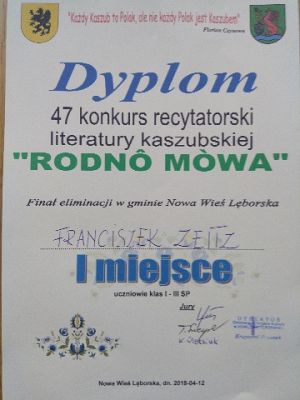 "Każdy Kaszub to Polak, ale nie każdy Polak jest Kaszubem"
Florian Ceynowa
Dyplom
47 konkurs recytatorski
literatury kaszubskiej
"RODNÔ MÒWA"
Finał eliminacji w gminie Nowa Wieś Lęborska
FRANCISZEK ZEITZ
I miejsce
uczniowie klas I - III SP
Jury
DYREKTOR
Nowa Wieś Lęborska, dn. 2018-04-12